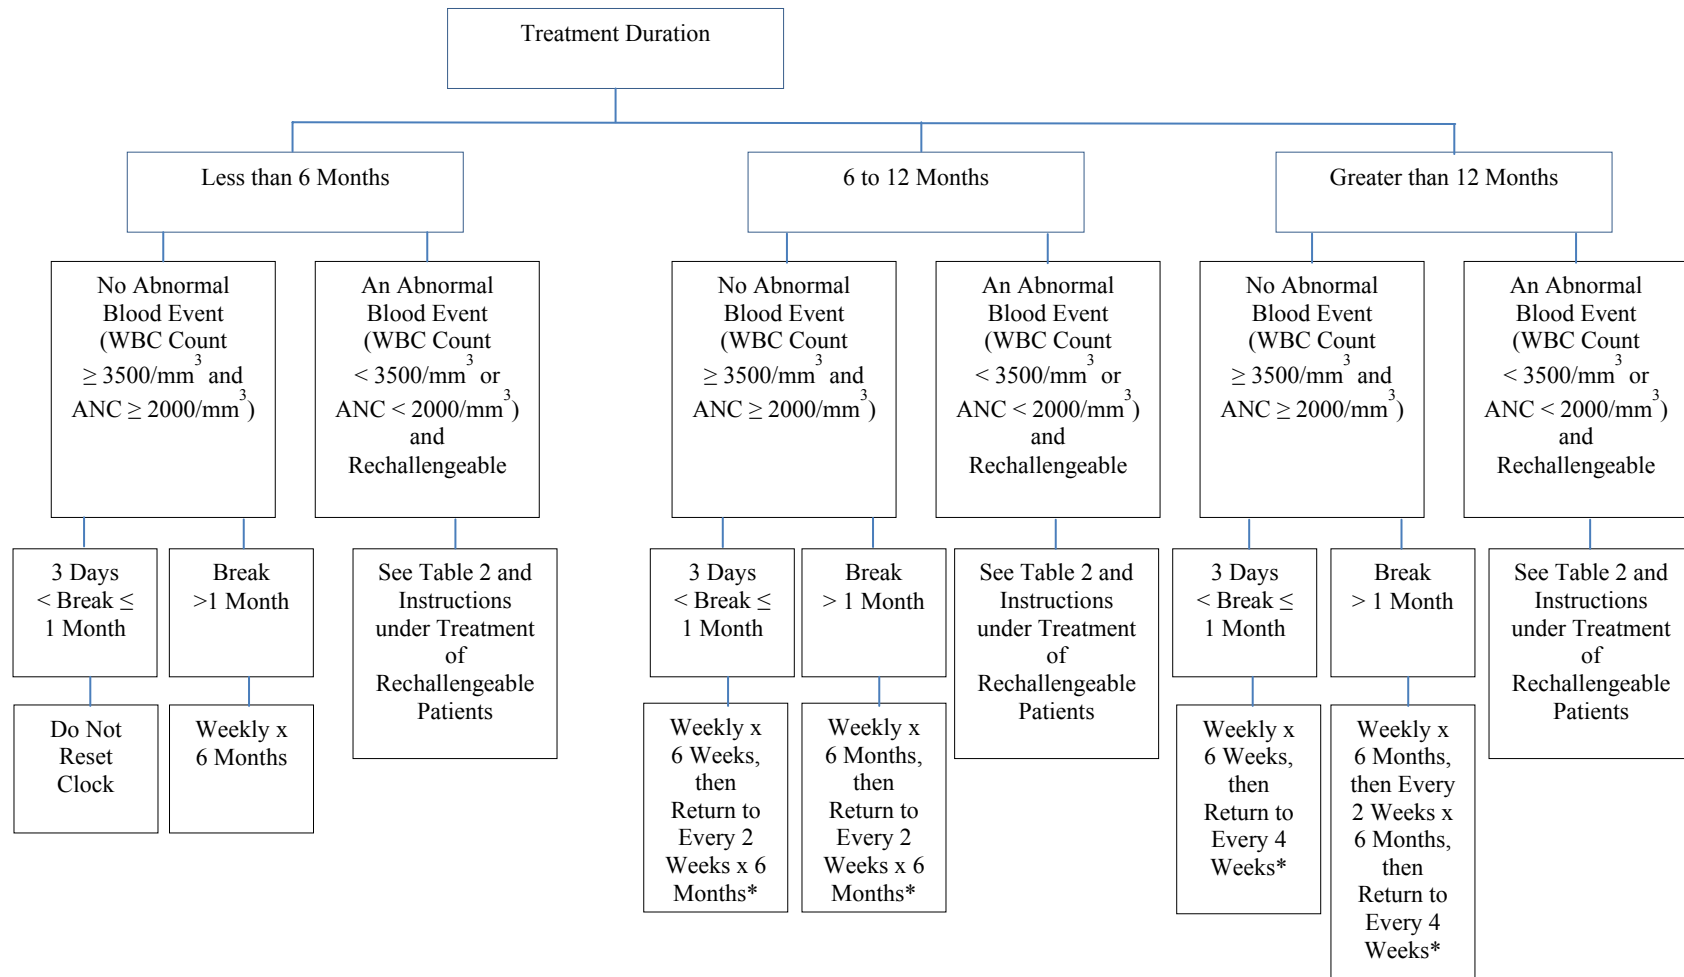 Treatment Duration
Less than 6 Months
6 to 12 Months
Greater than 12 Months
No Abnormal
Blood Event
(WBC Count
≥ 3500/mm³ and
ANC ≥ 2000/mm³)
An Abnormal
Blood Event
(WBC Count
< 3500/mm³ or
ANC < 2000/mm³)
and
Rechallengeable
No Abnormal
Blood Event
(WBC Count
≥ 3500/mm³ and
ANC ≥ 2000/mm³)
An Abnormal
Blood Event
(WBC Count
< 3500/mm³ or
ANC < 2000/mm³)
and
Rechallengeable
No Abnormal
Blood Event
(WBC Count
≥ 3500/mm³ and
ANC ≥ 2000/mm³)
An Abnormal
Blood Event
(WBC Count
< 3500/mm³ or
ANC < 2000/mm³)
and
Rechallengeable
3 Days
< Break ≤
1 Month
Break
>1 Month
See Table 2 and
Instructions
under Treatment
of
Rechallengeable
Patients
3 Days
< Break ≤
1 Month
Break
> 1 Month
See Table 2 and
Instructions
under Treatment
of
Rechallengeable
Patients
3 Days
< Break ≤
1 Month
Break
> 1 Month
See Table 2 and
Instructions
under Treatment
of
Rechallengeable
Patients
Do Not
Reset
Clock
Weekly x
6 Months
Weekly x
6 Weeks,
then
Return to
Every 2
Weeks x 6
Months*
Weekly x
6 Months,
then
Return to
Every 2
Weeks x 6
Months*
Weekly x
6 Weeks,
then
Return to
Every 4
Weeks*
Weekly x
6 Months,
then Every
2 Weeks x
6 Months,
then
Return to
Every 4
Weeks*